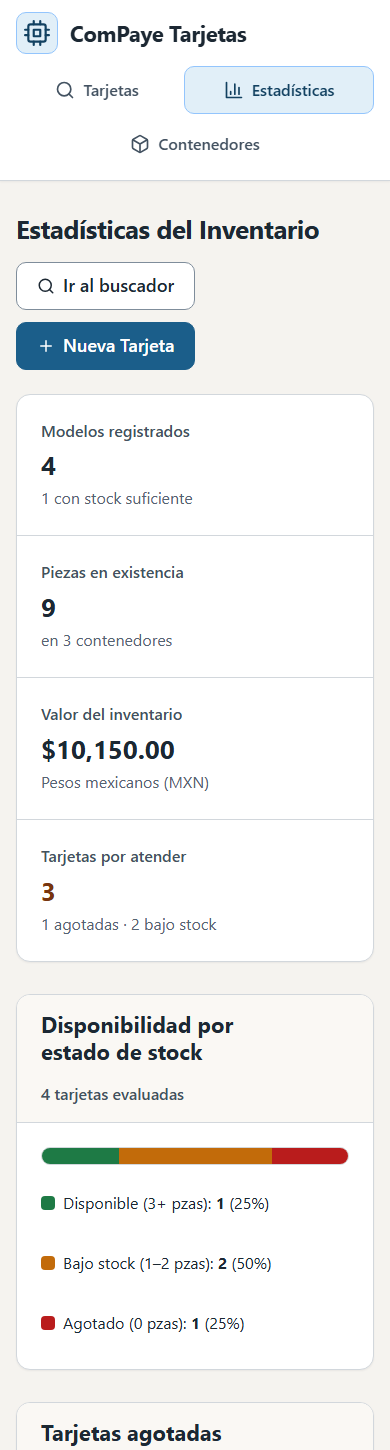 ComPaye Tarjetas
Tarjetas
Estadísticas
Contenedores
Estadísticas del Inventario
Ir al buscador
Nueva Tarjeta
Modelos registrados
4
1 con stock suficiente
Piezas en existencia
9
en 3 contenedores
Valor del inventario
$10,150.00
Pesos mexicanos (MXN)
Tarjetas por atender
3
1 agotadas · 2 bajo stock
Disponibilidad por
estado de stock
4 tarjetas evaluadas
Disponible (3+ pzas): 1 (25%)
Bajo stock (1–2 pzas): 2 (50%)
Agotado (0 pzas): 1 (25%)
Tarjetas agotadas